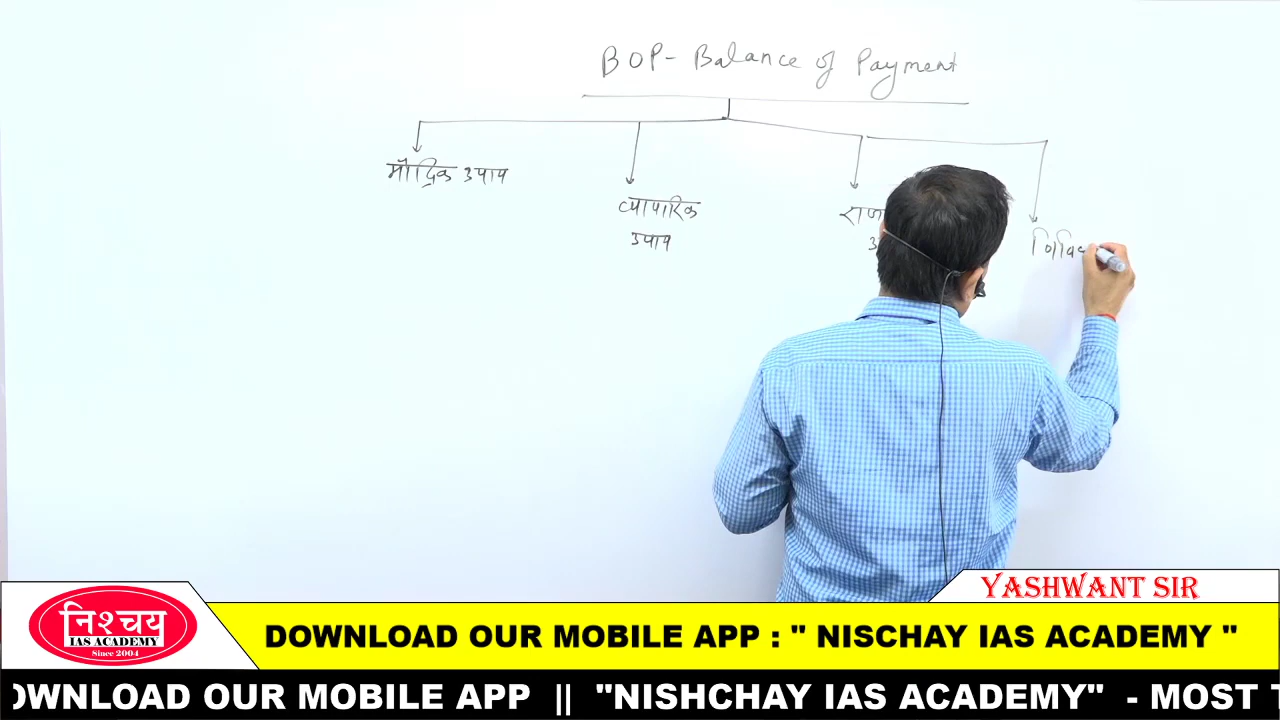 BOP- Balance of Payment
मौद्रिक उपाय
व्यापारिक
उपाय
निश्चय
IAS ACADEMY
Since 2004
YASHWANT SIR
DOWNLOAD OUR MOBILE APP : " NISCHAY IAS ACADEMY "
OWNLOAD OUR MOBILE APP || "NISHCHAY IAS ACADEMY" - MOST T